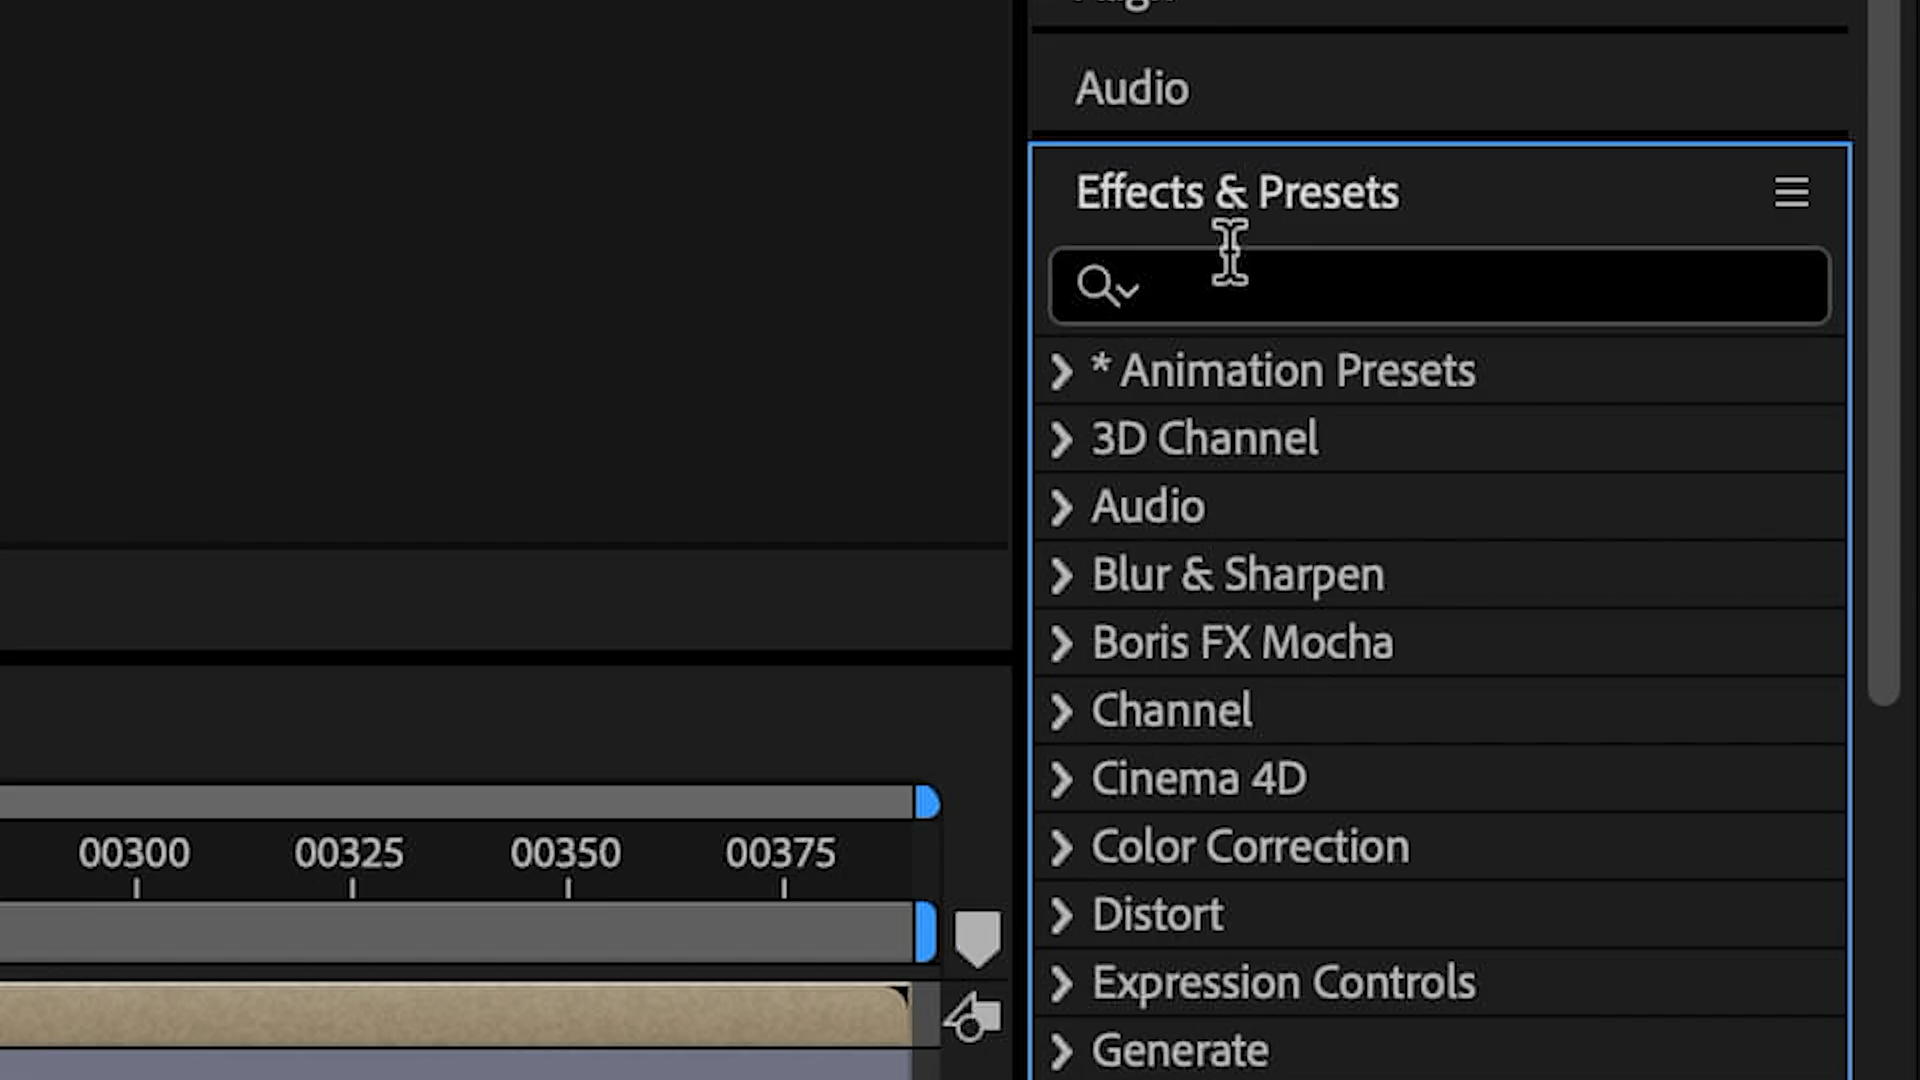 Audio
Effects & Presets
* Animation Presets
3D Channel
Audio
Blur & Sharpen
Boris FX Mocha
Channel
Cinema 4D
Color Correction
Distort
Expression Controls
Generate
00300 00325 00350 00375